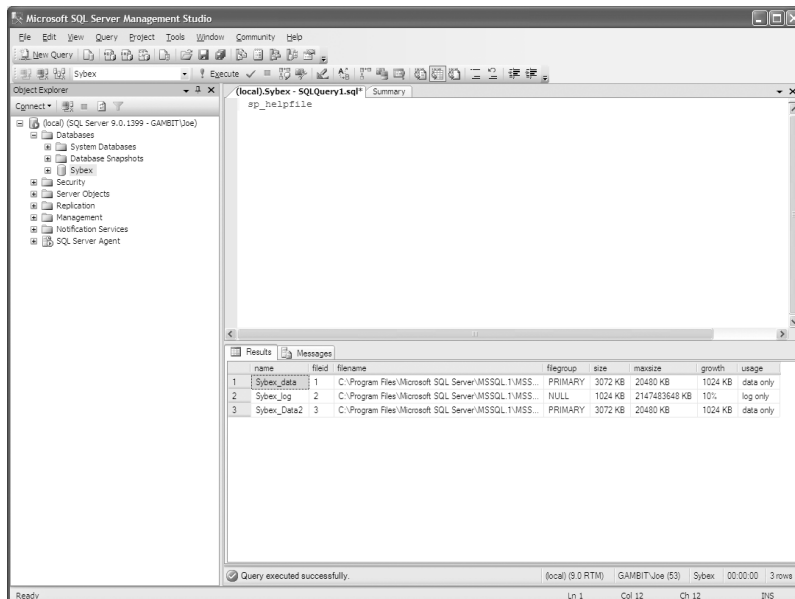 Microsoft SQL Server Management Studio
File Edit View Query Project Tools Window Community Help
New Query
Sybex Execute
Object Explorer
Connect
(local) (SQL Server 9.0.1399 - GAMBIT\Joe)
Databases
System Databases
Database Snapshots
Sybex
Security
Server Objects
Replication
Management
Notification Services
SQL Server Agent
(local).Sybex - SQLQuery1.sql* Summary
sp_helpfile
Results Messages
name fileid filename filegroup size maxsize growth usage
1 Sybex_data 1 C:\Program Files\Microsoft SQL Server\MSSQL.1\MSS... PRIMARY 3072 KB 20480 KB 1024 KB data only
2 Sybex_log 2 C:\Program Files\Microsoft SQL Server\MSSQL.1\MSS... NULL 1024 KB 2147483648 KB 10% log only
3 Sybex_Data2 3 C:\Program Files\Microsoft SQL Server\MSSQL.1\MSS... PRIMARY 3072 KB 20480 KB 1024 KB data only
Query executed successfully. (local) (9.0 RTM) GAMBIT\Joe (53) Sybex 00:00:00 3 rows
Ready Ln 1 Col 12 Ch 12 INS